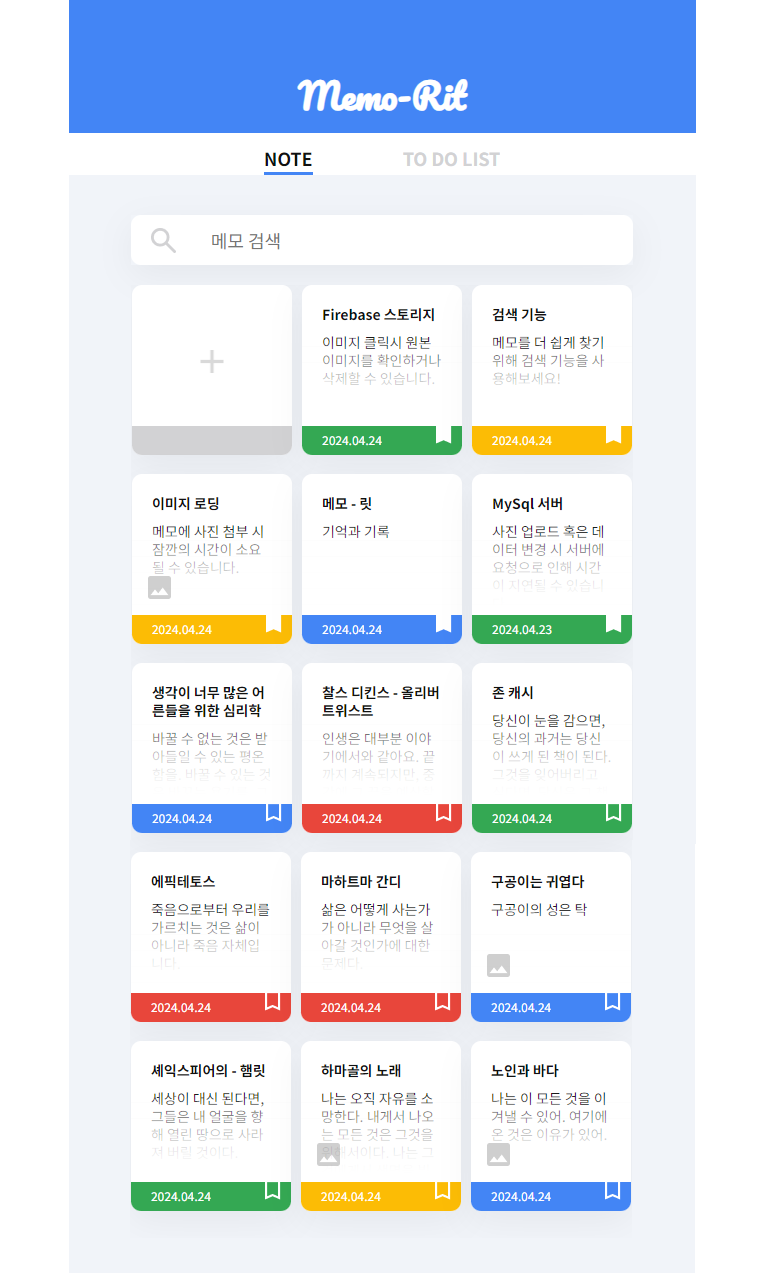 Memo-Rit
NOTE
TO DO LIST
메모 검색
+
Firebase 스토리지
이미지 클릭시 원본
이미지를 확인하거나
삭제할 수 있습니다.
2024.04.24
검색 기능
메모를 더 쉽게 찾기
위해 검색 기능을 사
용해보세요!
2024.04.24
이미지 로딩
메모에 사진 첨부 시
잠깐의 시간이 소요
될 수 있습니다.
2024.04.24
메모 - 릿
기억과 기록
2024.04.24
MySql 서버
사진 업로드 혹은 데
이터 변경 시 서버에
요청으로 인해 시간
이 지연될 수 있습니
2024.04.23
생각이 너무 많은 어
른들을 위한 심리학
바꿀 수 없는 것은 받
아들일 수 있는 평온
함을, 바꿀 수 있는 것
2024.04.24
찰스 디킨스 - 올리버
트위스트
인생은 대부분 이야
기에서와 같아요. 끝
까지 계속되지만, 종
2024.04.24
존 캐시
당신이 눈을 감으면,
당신의 과거는 당신
이 쓰게 된 책이 된다.
그것을 잊어버리고
2024.04.24
에픽테토스
죽음으로부터 우리를
가르치는 것은 삶이
아니라 죽음 자체입
니다.
2024.04.24
마하트마 간디
삶은 어떻게 사는가
가 아니라 무엇을 살
아갈 것인가에 대한
문제다.
2024.04.24
구공이는 귀엽다
구공이의 성은 탁
2024.04.24
셰익스피어의 - 햄릿
세상이 대신 된다면,
그들은 내 얼굴을 향
해 열린 땅으로 사라
져 버릴 것이다.
2024.04.24
하마골의 노래
나는 오직 자유를 소
망한다. 내게서 나오
는 모든 것은 그것을
위해서이다. 나는 그
2024.04.24
노인과 바다
나는 이 모든 것을 이
겨낼 수 있어. 여기에
온 것은 이유가 있어.
2024.04.24